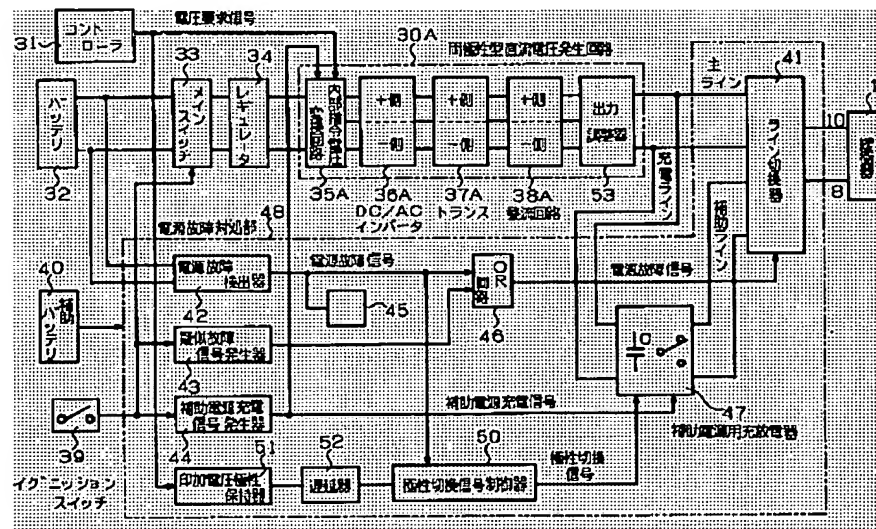 電圧要求信号
コント
ローラ
31
33
34
30A
両極性型直流電圧発生回路
主
ライン
41
1
バッテリ
32
メイン
スイッチ
レギュレータ
内部指令電圧
変換回路
35A
+側
-側
36A
DC/AC
インバータ
+側
-側
37A
トランス
+側
-側
38A
整流回路
出力
調整器
53
充電ライン
補助ライン
ライン切換器
10
8
48
電源故障対処部
40
補助
バッテリ
電源故障
検出器
42
電源故障信号
45
OR
回路
46
電源故障信号
疑似故障
信号発生器
43
補助電源充電
信号発生器
44
補助電源充電信号
C
47
補助電源用充放電器
39
イグニッション
スイッチ
印加電圧極性
保持器
51
遅延器
52
極性切換信号制御器
50
極性切換
信号